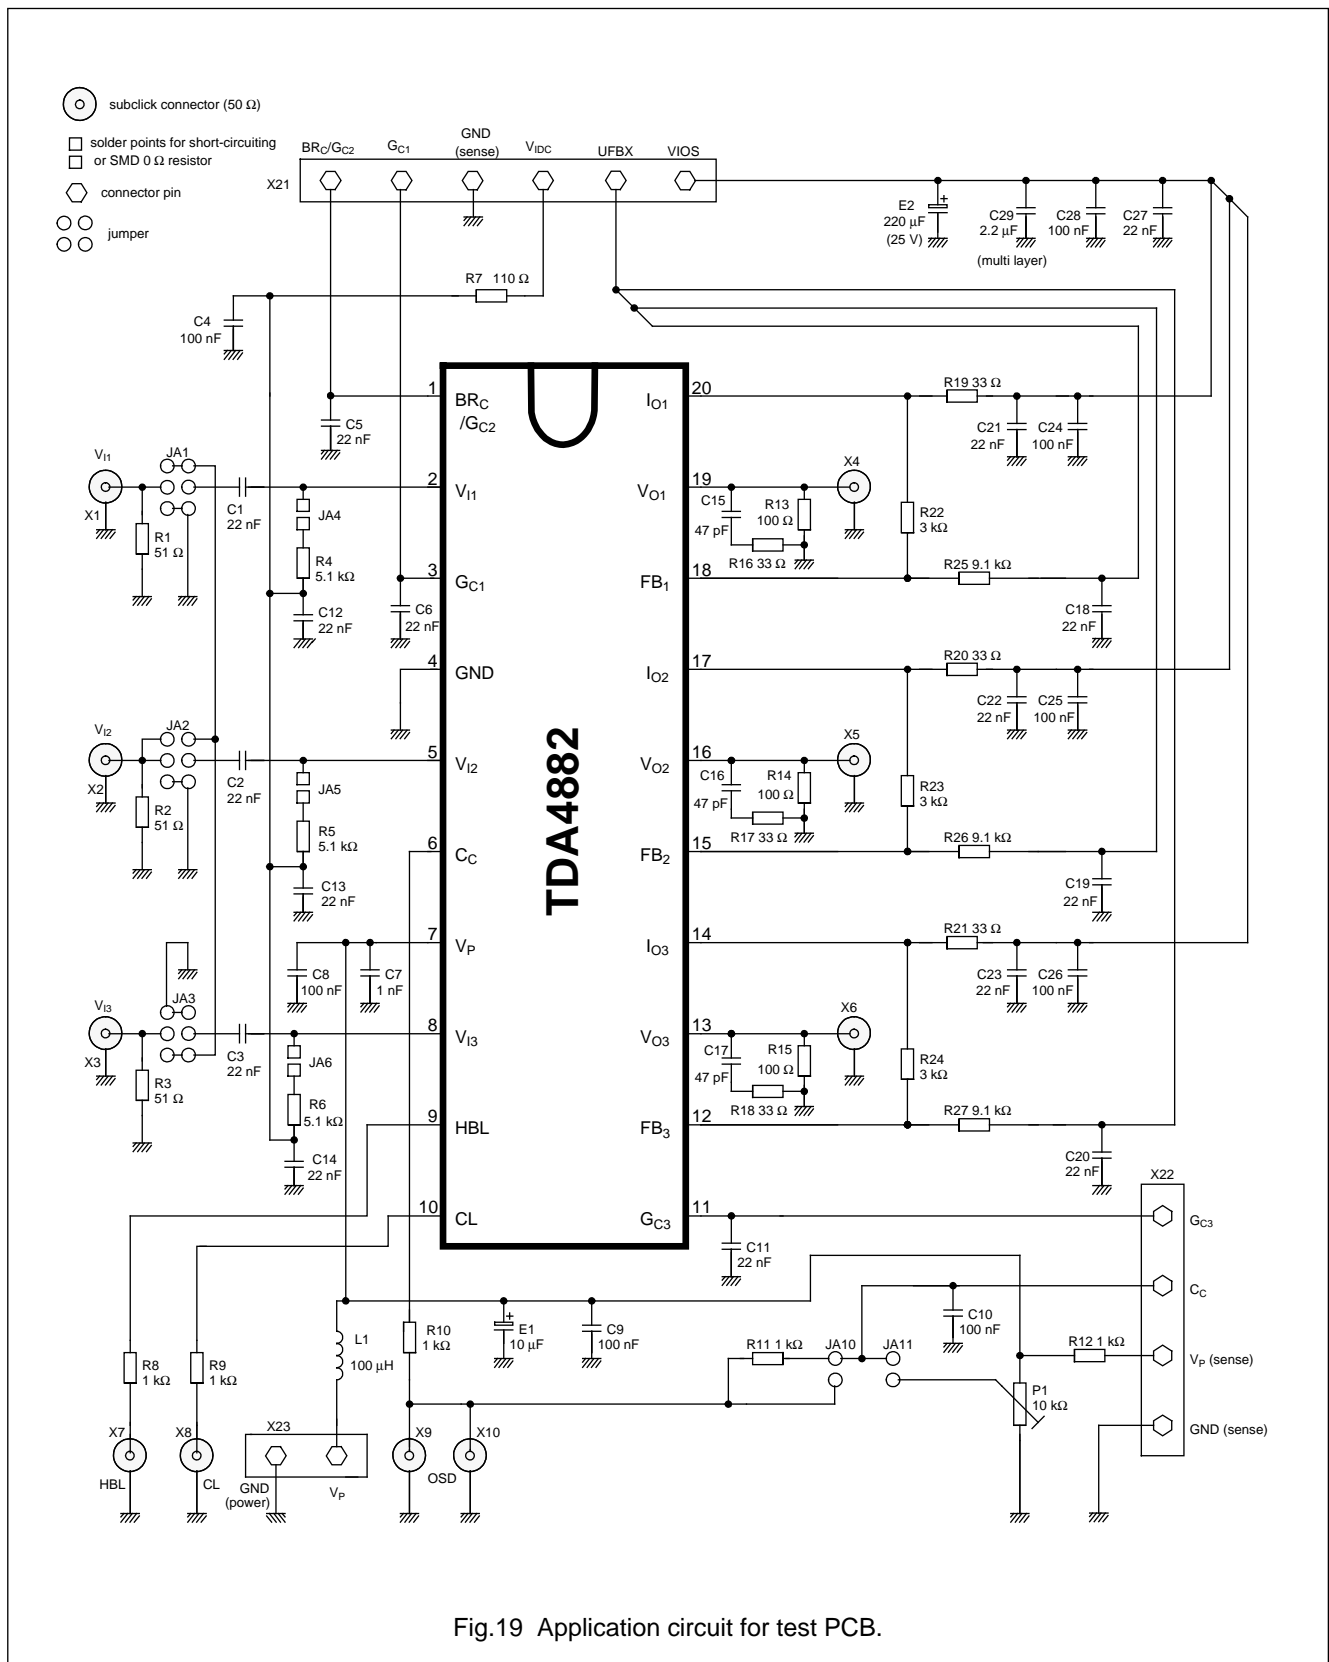 subclick connector (50 Ω)
solder points for short-circuiting
or SMD 0 Ω resistor
connector pin
jumper
X21
BRC/GC2
GC1
GND
(sense)
VIDC
UFBX
VIOS
E2
220 µF
(25 V)
+
C29
2.2 µF
(multi layer)
C28
100 nF
C27
22 nF
R7 110 Ω
C4
100 nF
TDA4882
1
BRC
/GC2
2
VI1
3
GC1
4
GND
5
VI2
6
CC
7
VP
8
VI3
9
HBL
10
CL
20
IO1
19
VO1
18
FB1
17
IO2
16
VO2
15
FB2
14
IO3
13
VO3
12
FB3
11
GC3
C5
22 nF
VI1
X1
JA1
R1
51 Ω
C1
22 nF
JA4
R4
5.1 kΩ
C12
22 nF
C6
22 nF
VI2
X2
JA2
R2
51 Ω
C2
22 nF
JA5
R5
5.1 kΩ
C13
22 nF
C8
100 nF
C7
1 nF
VI3
X3
JA3
R3
51 Ω
C3
22 nF
JA6
R6
5.1 kΩ
C14
22 nF
R19 33 Ω
C21
22 nF
C24
100 nF
X4
C15
47 pF
R13
100 Ω
R16 33 Ω
R22
3 kΩ
R25 9.1 kΩ
C18
22 nF
R20 33 Ω
C22
22 nF
C25
100 nF
X5
C16
47 pF
R14
100 Ω
R17 33 Ω
R23
3 kΩ
R26 9.1 kΩ
C19
22 nF
R21 33 Ω
C23
22 nF
C26
100 nF
X6
C17
47 pF
R15
100 Ω
R18 33 Ω
R24
3 kΩ
R27 9.1 kΩ
C20
22 nF
X22
GC3
CC
VP (sense)
GND (sense)
C11
22 nF
C10
100 nF
R12 1 kΩ
P1
10 kΩ
R11 1 kΩ
JA10
JA11
L1
100 µH
R10
1 kΩ
E1
10 µF
+
C9
100 nF
R8
1 kΩ
R9
1 kΩ
X7
HBL
X8
CL
X23
GND
(power)
VP
X9
OSD
X10
Fig.19 Application circuit for test PCB.